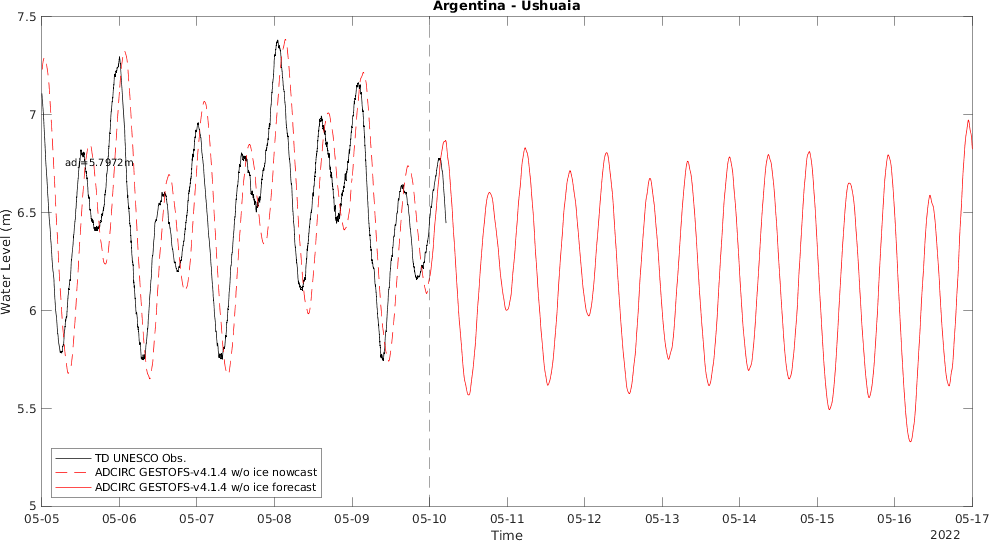 Argentina - Ushuaia
7.5
7
6.5
6
5.5
5
Water Level (m)
adj=5.7972m
TD UNESCO Obs.
ADCIRC GESTOFS-v4.1.4 w/o ice nowcast
ADCIRC GESTOFS-v4.1.4 w/o ice forecast
05-05 05-06 05-07 05-08 05-09 05-10 05-11 05-12 05-13 05-14 05-15 05-16 05-17
Time
2022